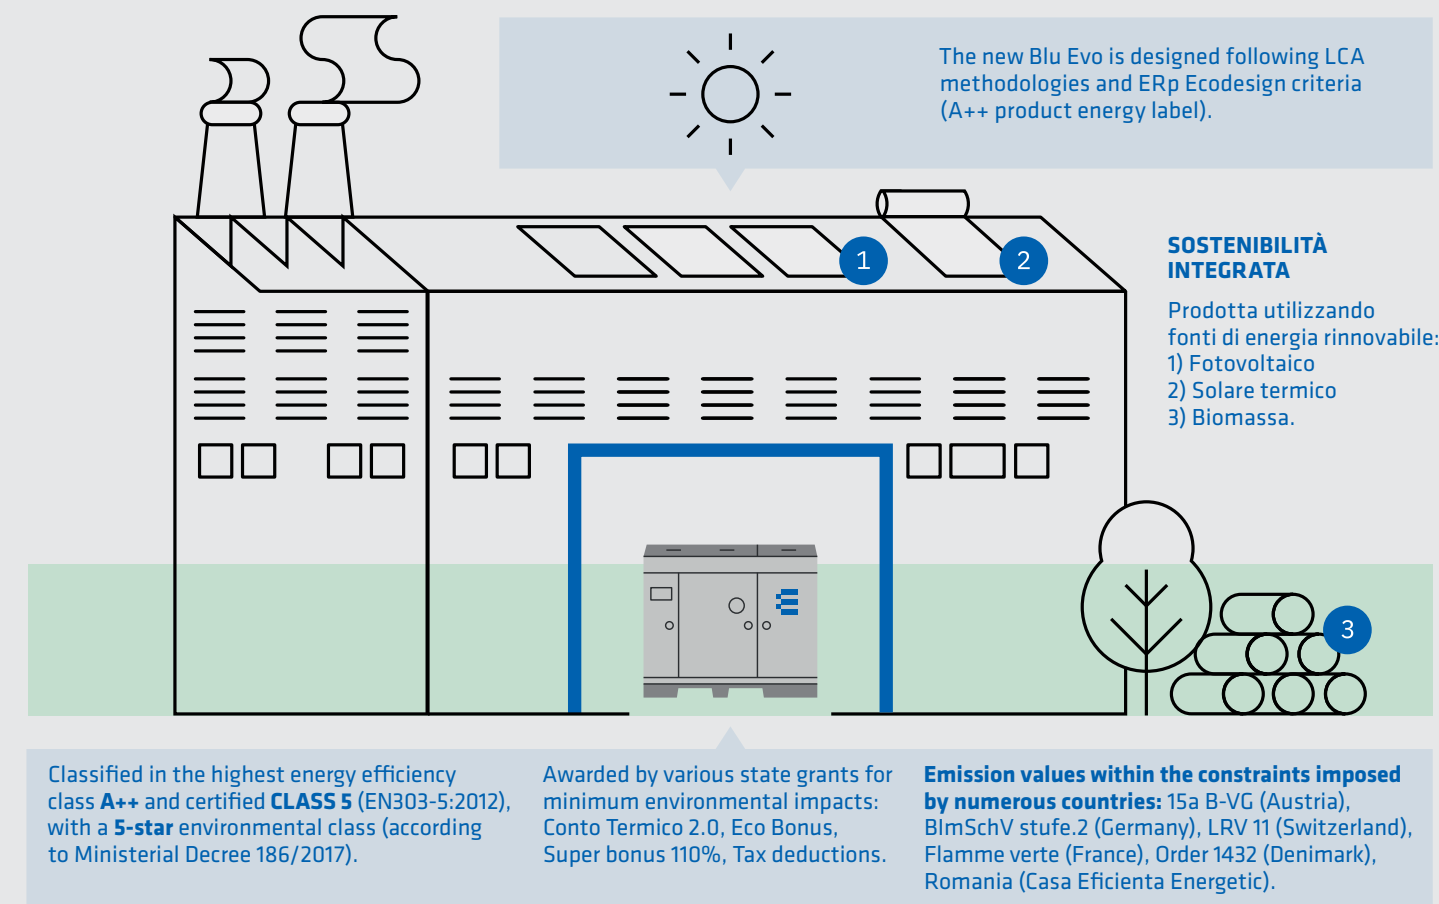 The new Blu Evo is designed following LCA
methodologies and ERp Ecodesign criteria
(A++ product energy label).
1
2
SOSTENIBILITÀ
INTEGRATA
Prodotta utilizzando
fonti di energia rinnovabile:
1) Fotovoltaico
2) Solare termico
3) Biomassa.
3
Classified in the highest energy efficiency
class A++ and certified CLASS 5 (EN303-5:2012),
with a 5-star environmental class (according
to Ministerial Decree 186/2017).
Awarded by various state grants for
minimum environmental impacts:
Conto Termico 2.0, Eco Bonus,
Super bonus 110%, Tax deductions.
Emission values within the constraints imposed
by numerous countries: 15a B-VG (Austria),
BImSchV stufe.2 (Germany), LRV 11 (Switzerland),
Flamme verte (France), Order 1432 (Denimark),
Romania (Casa Eficienta Energetic).